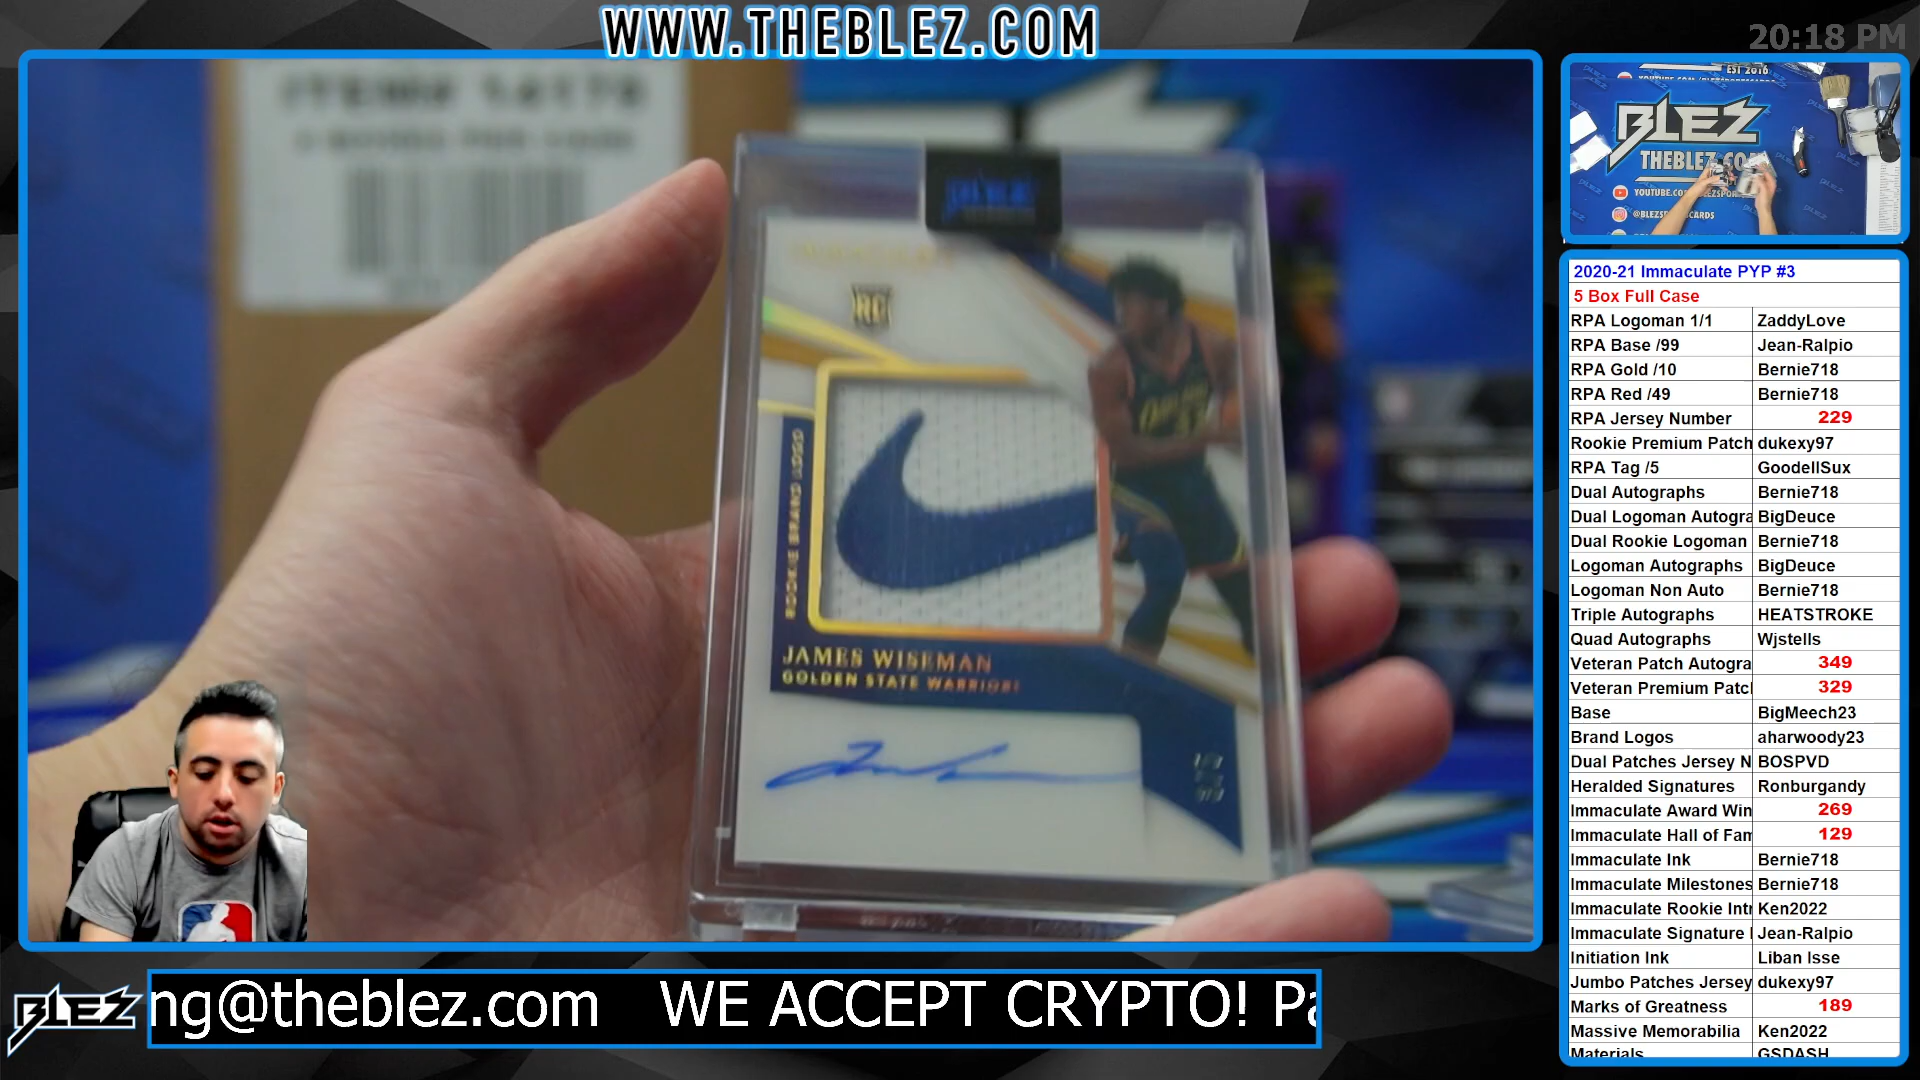 WWW.THEBLEZ.COM
20:18 PM
EST 2016
BLEZ
THEBLEZ.CO
2020-21 Immaculate PYP #3
5 Box Full Case
RPA Logoman 1/1 ZaddyLove
RPA Base /99 Jean-Ralpio
RPA Gold /10 Bernie718
RPA Red /49 Bernie718
RPA Jersey Number 229
Rookie Premium Patch dukexy97
RPA Tag /5 GoodellSux
Dual Autographs Bernie718
Dual Logoman Autogra BigDeuce
Dual Rookie Logoman Bernie718
Logoman Autographs BigDeuce
Logoman Non Auto Bernie718
Triple Autographs HEATSTROKE
Quad Autographs Wjstells
Veteran Patch Autogra 349
Veteran Premium Patcl 329
Base BigMeech23
Brand Logos aharwoody23
Dual Patches Jersey N BOSPVD
Heralded Signatures Ronburgandy
Immaculate Award Win 269
Immaculate Hall of Fam 129
Immaculate Ink Bernie718
Immaculate Milestones Bernie718
Immaculate Rookie Intr Ken2022
Immaculate Signature Jean-Ralpio
Initiation Ink Liban Isse
Jumbo Patches Jersey dukexy97
Marks of Greatness 189
Massive Memorabilia Ken2022
Materials GSDASH
RC
ROOKIE BRAND LOGO
JAMES WISEMAN
GOLDEN STATE WARRIORS
BLEZ
ng@theblez.com WE ACCEPT CRYPTO! Pa